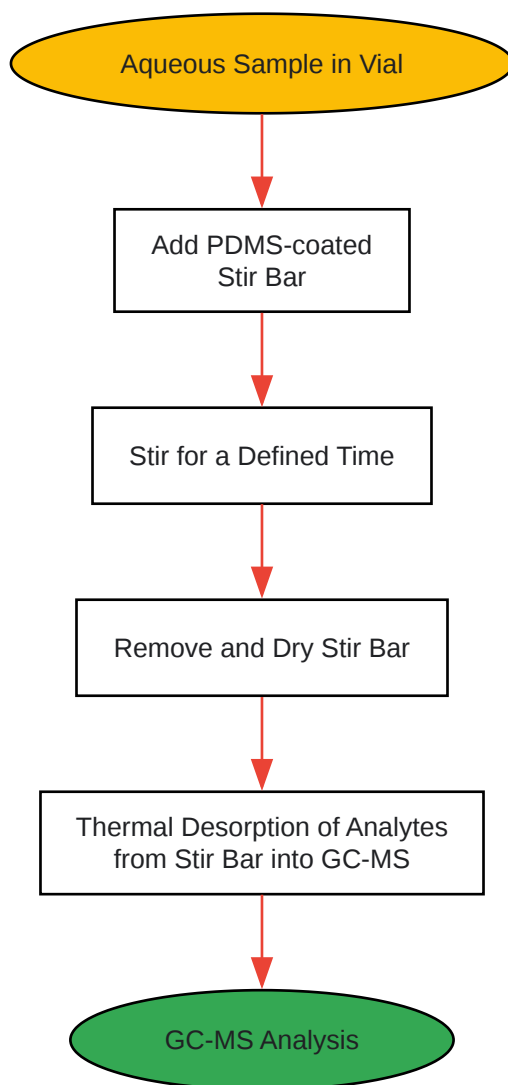 Aqueous Sample in Vial
Add PDMS-coated
Stir Bar
Stir for a Defined Time
Remove and Dry Stir Bar
Thermal Desorption of Analytes
from Stir Bar into GC-MS
GC-MS Analysis